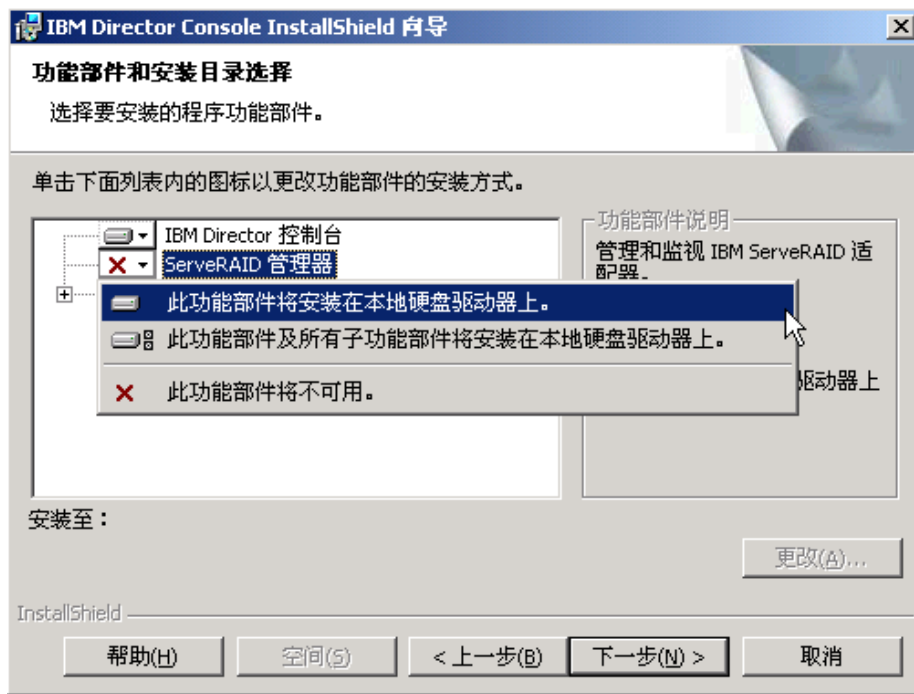 IBM Director Console InstallShield 向导
功能部件和安装目录选择
选择要安装的程序功能部件。
单击下面列表内的图标以更改功能部件的安装方式。
IBM Director 控制台
ServeRAID 管理器
功能部件说明
管理和监视 IBM ServeRAID 适
配器。
此功能部件将安装在本地硬盘驱动器上。
此功能部件及所有子功能部件将安装在本地硬盘驱动器上。
驱动器上
此功能部件将不可用。
安装至：
更改(A)...
InstallShield
帮助(H)
空间(S)
< 上一步(B)
下一步(N) >
取消